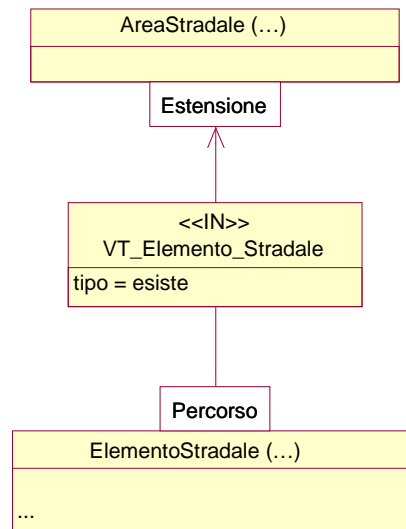 AreaStradale (…)
Estensione
<<IN>>
VT_Elemento_Stradale
tipo = esiste
Percorso
ElementoStradale (…)
...